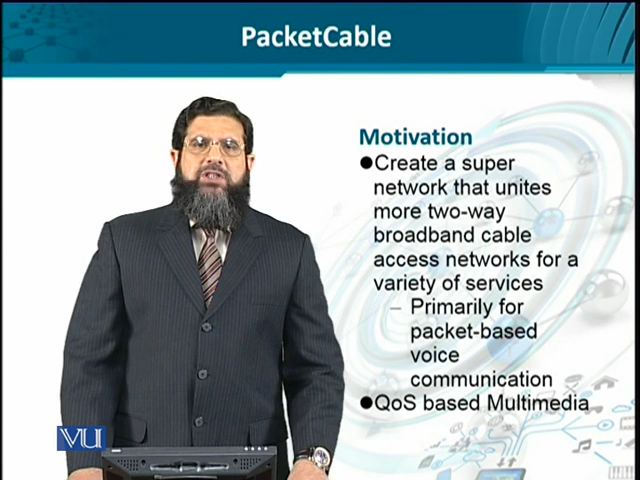 PacketCable
Motivation
●Create a super
network that unites
more two-way
broadband cable
access networks for a
variety of services
– Primarily for
packet-based
voice
communication
●QoS based Multimedia
VU